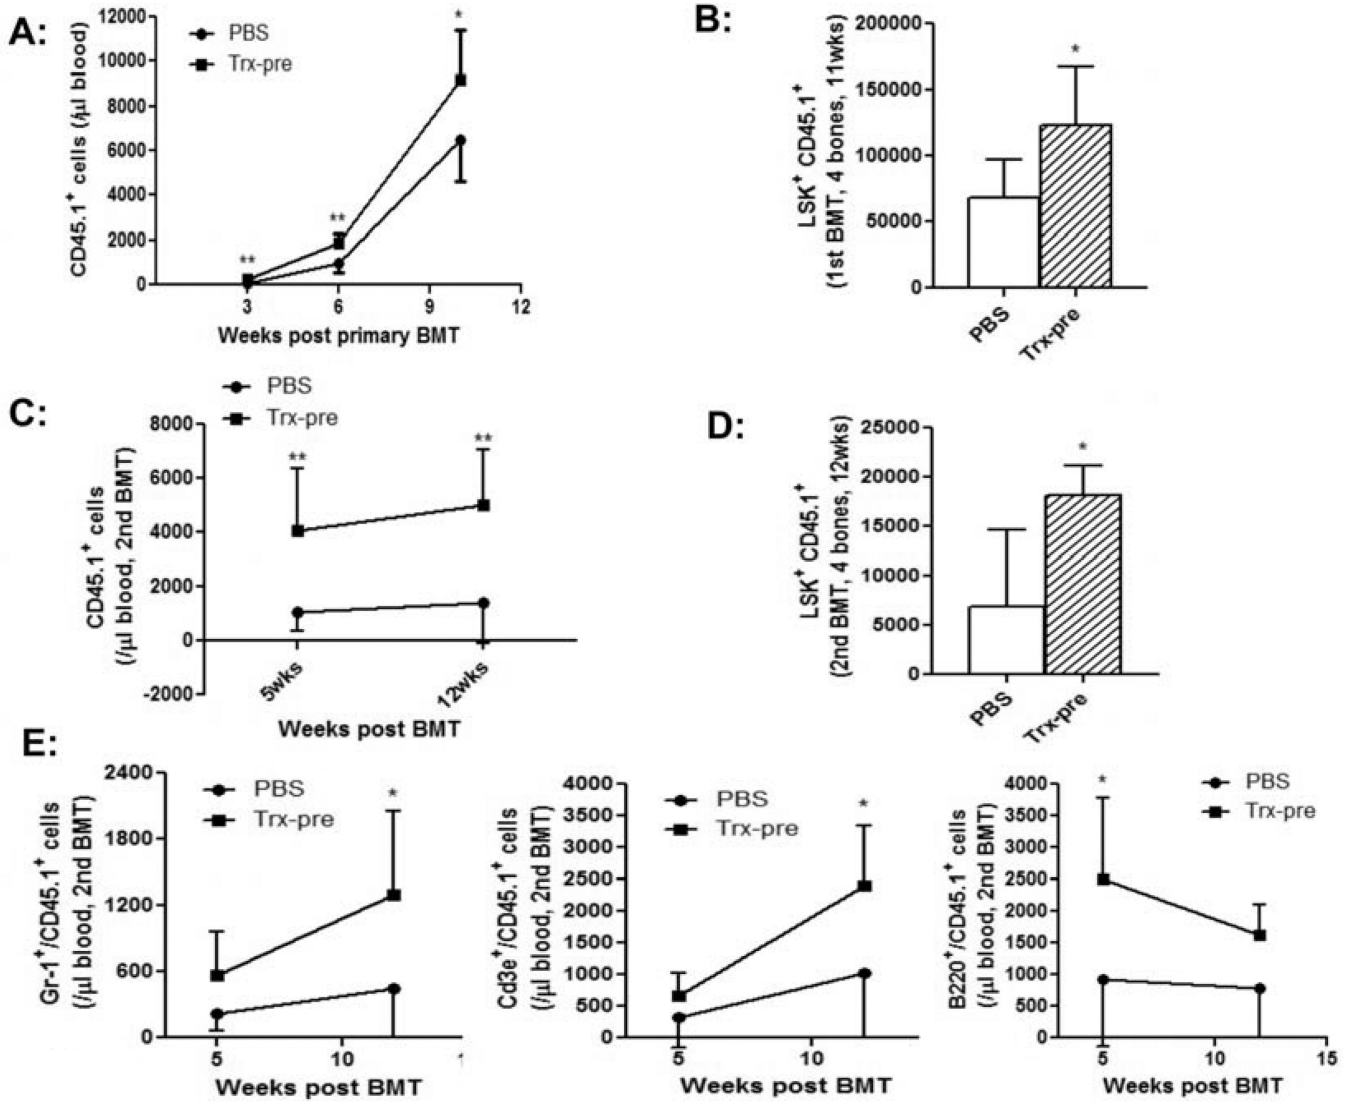 A:
CD45.1+ cells (/μl blood)
12000
10000
8000
6000
4000
2000
0
PBS
Trx-pre
**
**
*
3
6
9
12
Weeks post primary BMT
B:
LSK+ CD45.1+
(1st BMT, 4 bones, 11wks)
200000
150000
100000
50000
0
*
PBS
Trx-pre
C:
CD45.1+ cells
(/μl blood, 2nd BMT)
PBS
Trx-pre
8000
6000
4000
2000
0
-2000
**
**
5wks
12wks
Weeks post BMT
D:
LSK+ CD45.1+
(2nd BMT, 4 bones, 12wks)
25000
20000
15000
10000
5000
0
*
PBS
Trx-pre
E:
Gr-1+/CD45.1+ cells
(/μl blood, 2nd BMT)
2400
1800
1200
600
0
PBS
Trx-pre
*
5
10
Weeks post BMT
Cd3e+/CD45.1+ cells
(/μl blood, 2nd BMT)
4000
3500
3000
2500
2000
1500
1000
500
0
PBS
Trx-pre
*
5
10
Weeks post BMT
B220+/CD45.1+ cells
(/μl blood, 2nd BMT)
4000
3500
3000
2500
2000
1500
1000
500
0
*
PBS
Trx-pre
5
10
15
Weeks post BMT